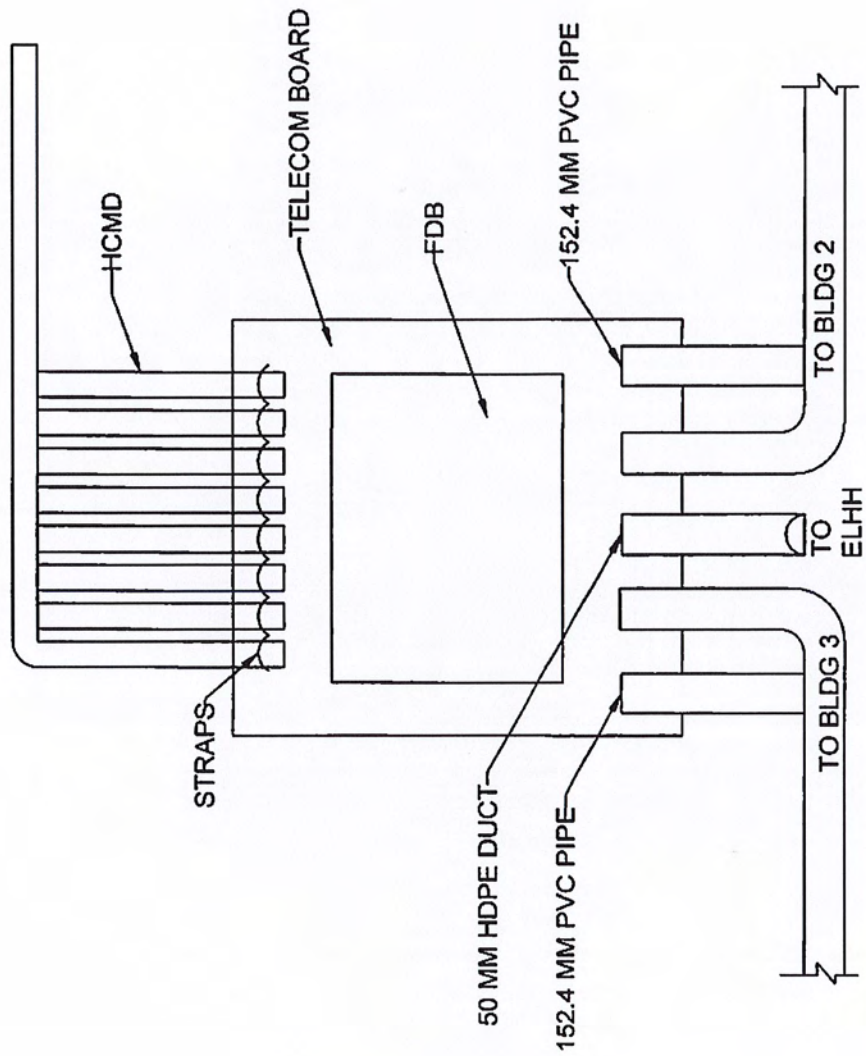 HCMD
TELECOM BOARD
STRAPS
FDB
152.4 MM PVC PIPE
50 MM HDPE DUCT
152.4 MM PVC PIPE
TO BLDG 2
TO
ELHH
TO BLDG 3